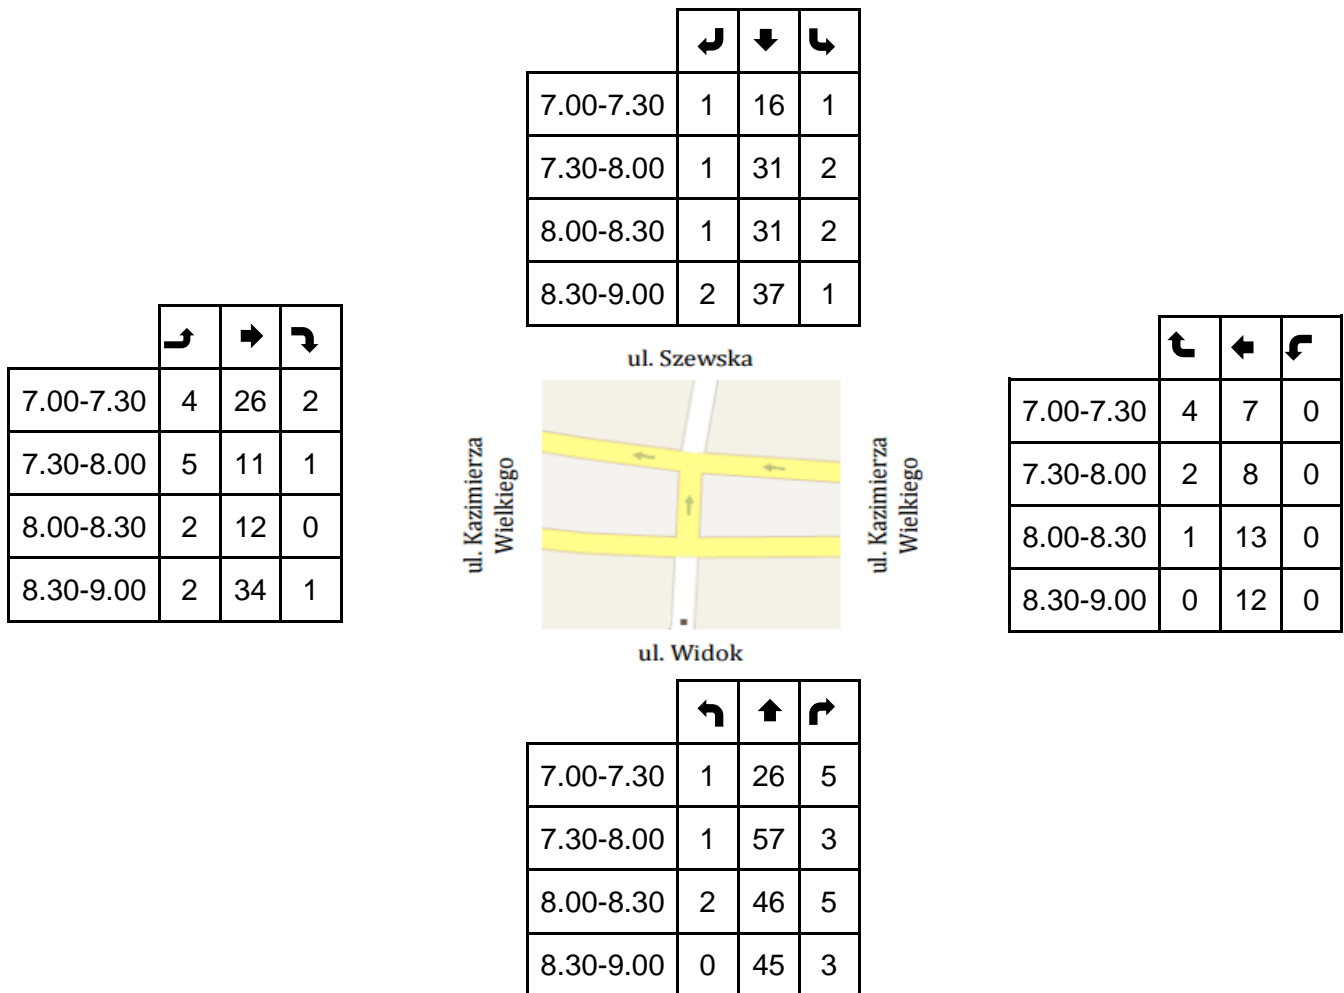 7.00-7.30 1 16 1
7.30-8.00 1 31 2
8.00-8.30 1 31 2
8.30-9.00 2 37 1
7.00-7.30 4 26 2
7.30-8.00 5 11 1
8.00-8.30 2 12 0
8.30-9.00 2 34 1
ul. Szewska
ul. Kazimierza
Wielkiego
ul. Kazimierza
Wielkiego
ul. Widok
7.00-7.30 4 7 0
7.30-8.00 2 8 0
8.00-8.30 1 13 0
8.30-9.00 0 12 0
7.00-7.30 1 26 5
7.30-8.00 1 57 3
8.00-8.30 2 46 5
8.30-9.00 0 45 3